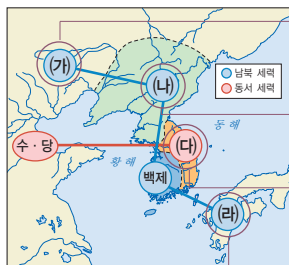 (가)
(나)
남북 세력
동서 세력
동 해
수·당
(다)
황 해
백제
(라)